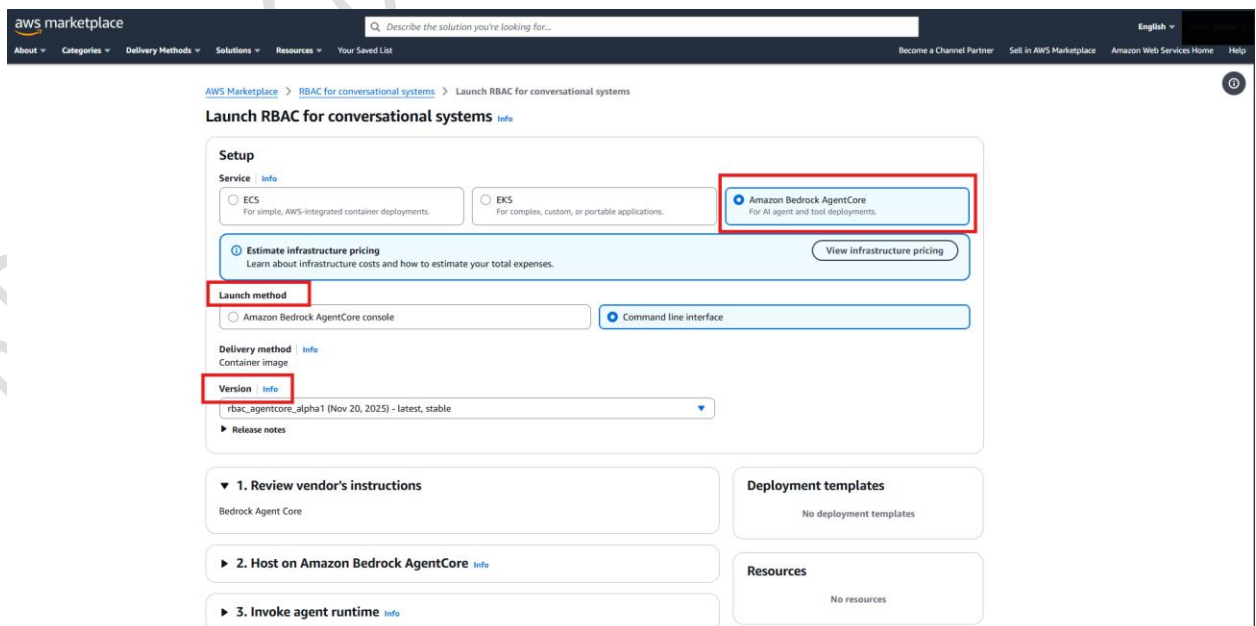 aws marketplace
Describe the solution you're looking for...
English
About Categories Delivery Methods Solutions Resources Your Saved List
Become a Channel Partner Sell in AWS Marketplace Amazon Web Services Home Help
AWS Marketplace > RBAC for conversational systems > Launch RBAC for conversational systems
Launch RBAC for conversational systems Info
Setup
Service | Info
ECS
For simple, AWS-integrated container deployments.
EKS
For complex, custom, or portable applications.
Amazon Bedrock AgentCore
For AI agent and tool deployments.
Estimate infrastructure pricing
Learn about infrastructure costs and how to estimate your total expenses.
View infrastructure pricing
Launch method
Amazon Bedrock AgentCore console
Command line interface
Delivery method | Info
Container image
Version | Info
rbac_agentcore_alpha1 (Nov 20, 2025) - latest, stable
Release notes
1. Review vendor's instructions
Bedrock Agent Core
2. Host on Amazon Bedrock AgentCore Info
3. Invoke agent runtime Info
Deployment templates
No deployment templates
Resources
No resources